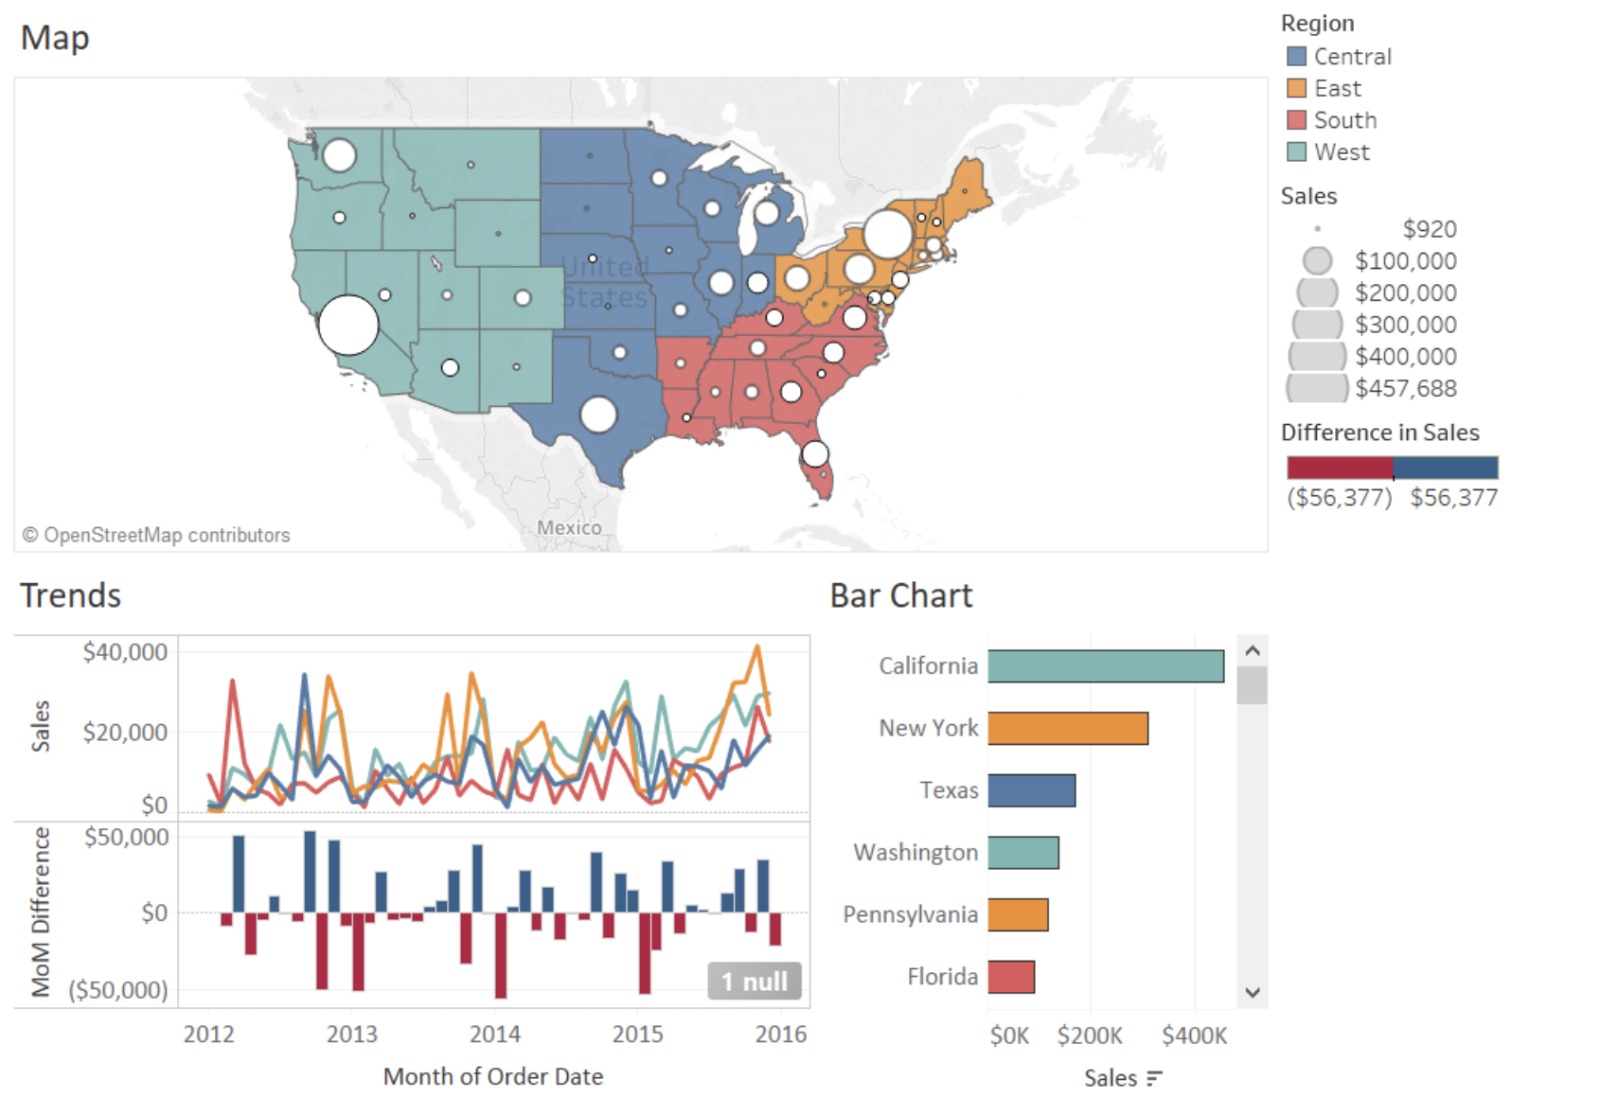 Map
United
States
Mexico
© OpenStreetMap contributors
Region
Central
East
South
West
Sales
$920
$100,000
$200,000
$300,000
$400,000
$457,688
Difference in Sales
($56,377) $56,377
Trends
Sales
$40,000
$20,000
$0
MoM Difference
$50,000
$0
($50,000)
1 null
2012 2013 2014 2015 2016
Month of Order Date
Bar Chart
California
New York
Texas
Washington
Pennsylvania
Florida
$0K $200K $400K
Sales